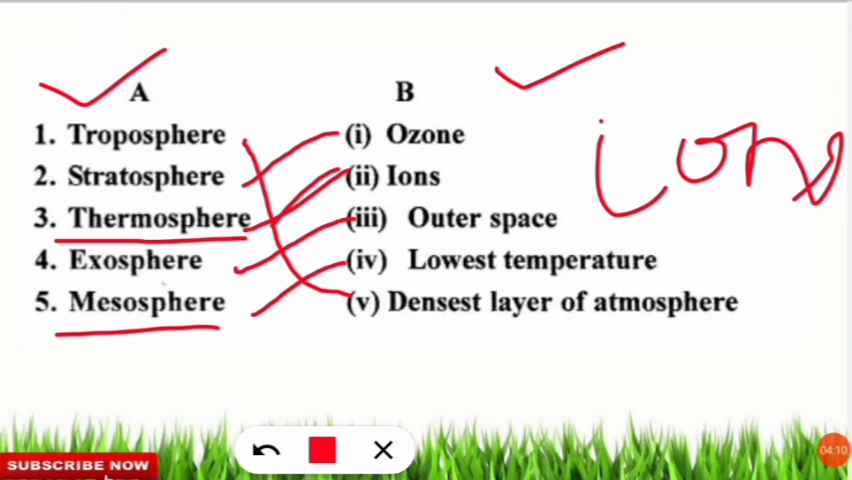 A B
1. Troposphere (i) Ozone
2. Stratosphere (ii) Ions
3. Thermosphere (iii) Outer space
4. Exosphere (iv) Lowest temperature
5. Mesosphere (v) Densest layer of atmosphere
ions
SUBSCRIBE NOW
04:10